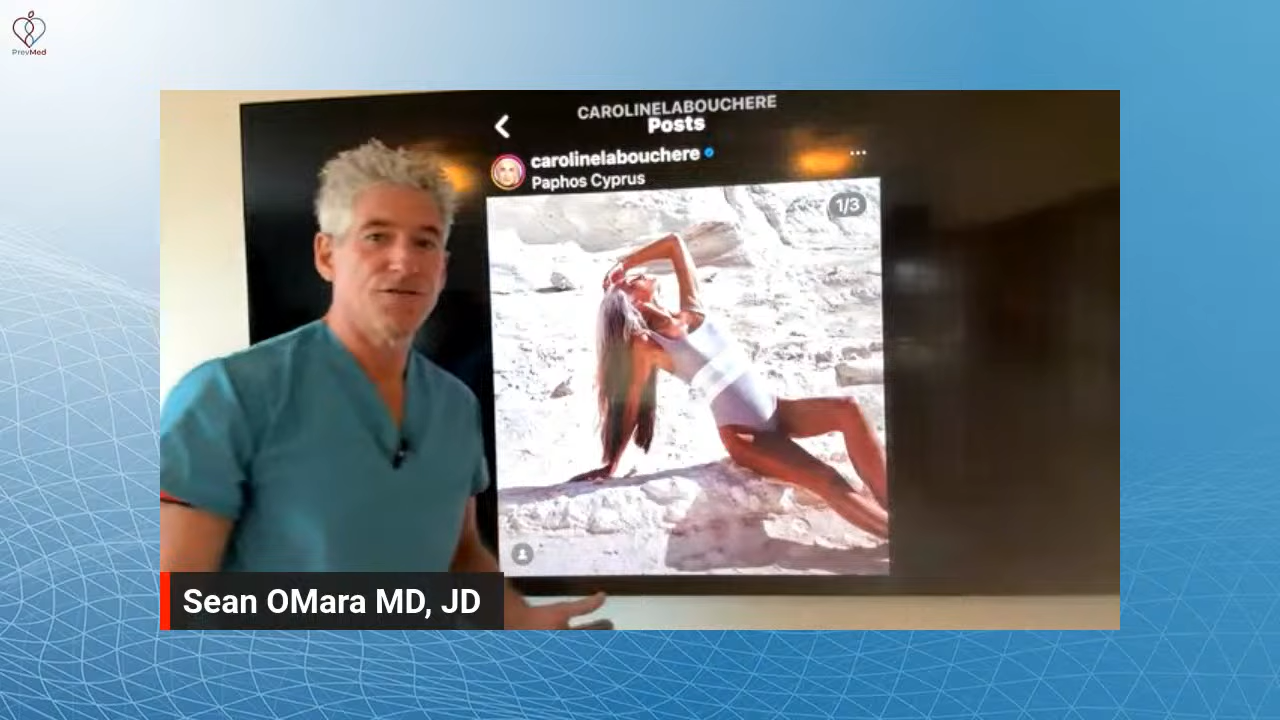 PrevMed
CAROLINELABOUCHERE
Posts
carolinelabouchere
Paphos Cyprus
1/3
Sean OMara MD, JD